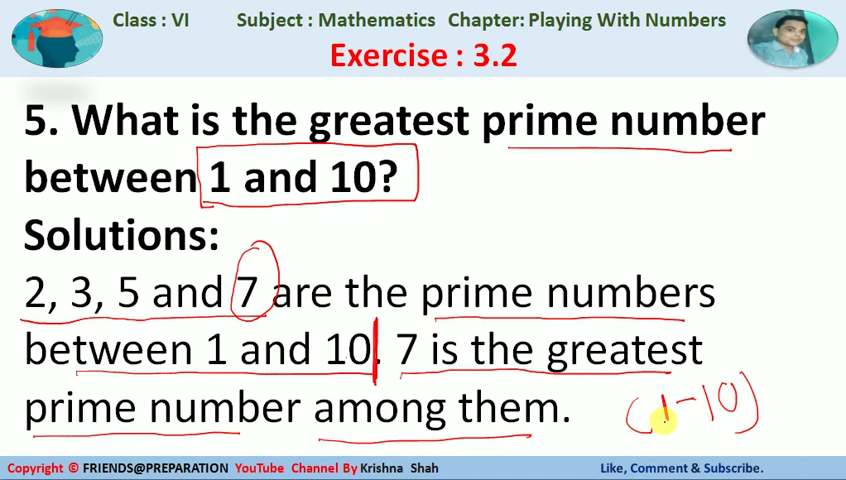 Class : VI Subject : Mathematics Chapter: Playing With Numbers
Exercise : 3.2
5. What is the greatest prime number
between 1 and 10?
Solutions:
2, 3, 5 and 7 are the prime numbers
between 1 and 10. 7 is the greatest
prime number among them.
(1-10)
Copyright © FRIENDS@PREPARATION YouTube Channel By Krishna Shah Like, Comment & Subscribe.